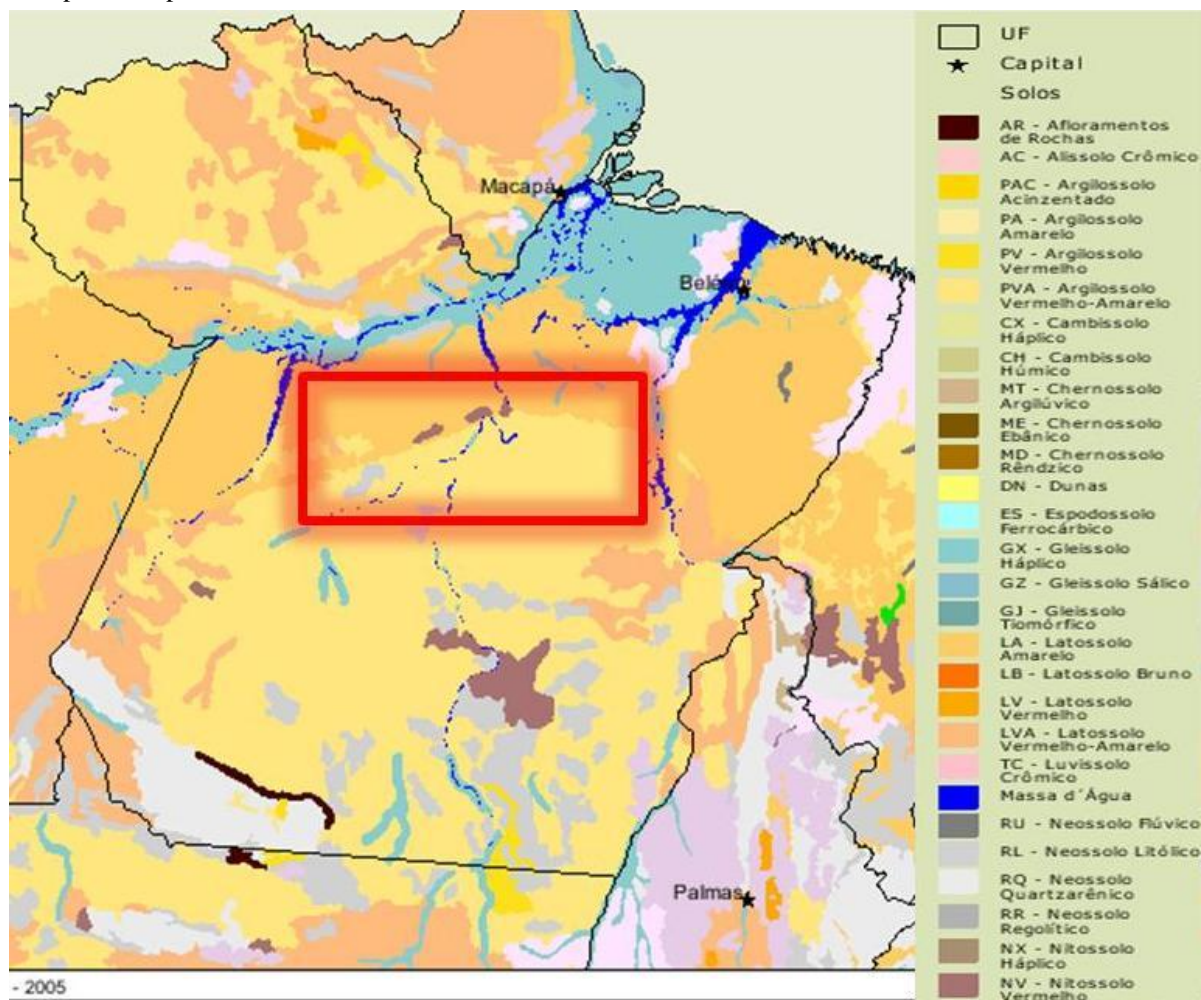 Macapá
Belém
Palmas
- 2005
UF
Capital
Solos
AR - Afloramentos
de Rochas
AC - Alissolo Crômico
PAC - Argilossolo
Acinzentado
PA - Argilossolo
Amarelo
PV - Argilossolo
Vermelho
PVA - Argilossolo
Vermelho-Amarelo
CX - Cambissolo
Háplico
CH - Cambissolo
Húmico
MT - Chernossolo
Argilúvico
ME - Chernossolo
Ebânico
MD - Chernossolo
Rêndzico
DN - Dunas
ES - Espodossolo
Ferrocárbico
GX - Gleissolo
Háplico
GZ - Gleissolo Sálico
GJ - Gleissolo
Tiomórfico
LA - Latossolo
Amarelo
LB - Latossolo Bruno
LV - Latossolo
Vermelho
LVA - Latossolo
Vermelho-Amarelo
TC - Luvissolo
Crômico
Massa d´Água
RU - Neossolo Flúvico
RL - Neossolo Litólico
RQ - Neossolo
Quartzarênico
RR - Neossolo
Regolítico
NX - Nitossolo
Háplico
NV - Nitossolo
Vermelho